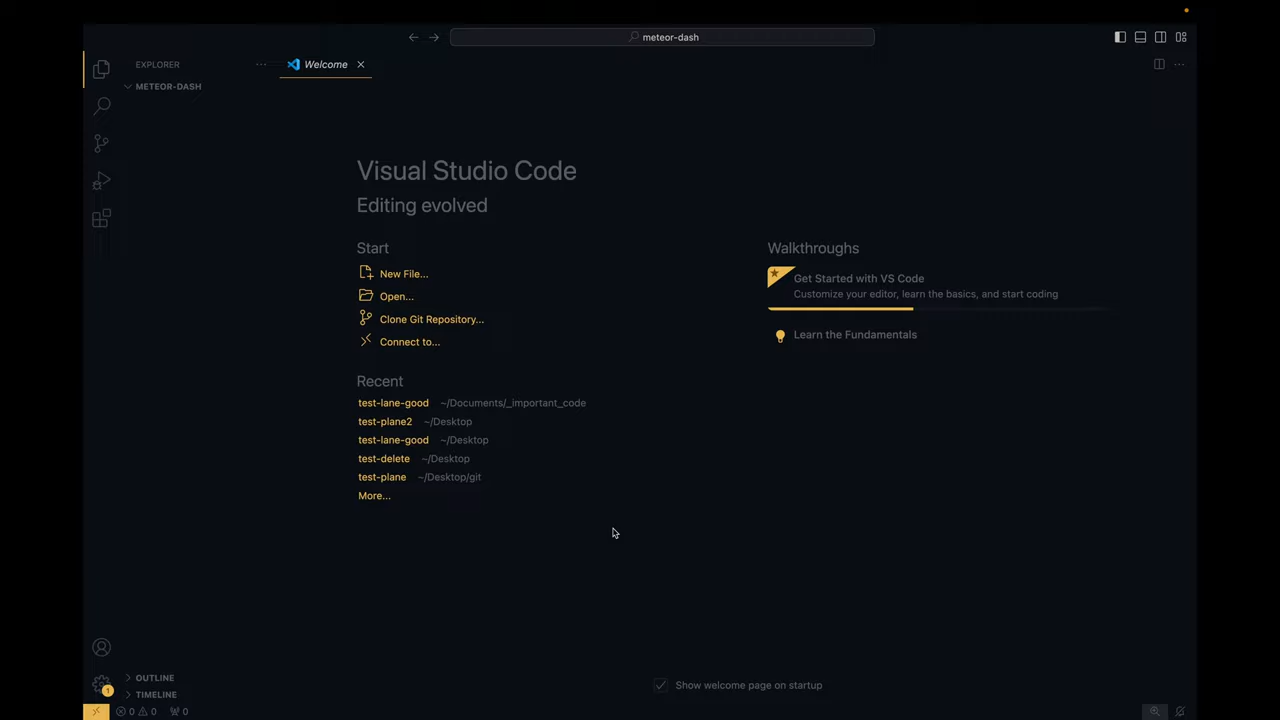 meteor-dash
EXPLORER
Welcome
METEOR-DASH
Visual Studio Code
Editing evolved
Start
New File...
Open...
Clone Git Repository...
Connect to...
Walkthroughs
Get Started with VS Code
Customize your editor, learn the basics, and start coding
Learn the Fundamentals
Recent
test-lane-good ~/Documents/_important_code
test-plane2 ~/Desktop
test-lane-good ~/Desktop
test-delete ~/Desktop
test-plane ~/Desktop/git
More...
1
OUTLINE
TIMELINE
Show welcome page on startup
0 0 0